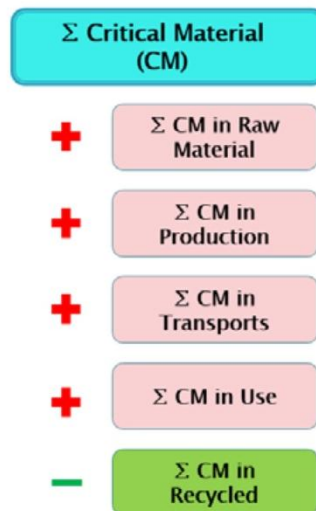 Σ Critical Material
(CM)
+ Σ CM in Raw
Material
+ Σ CM in
Production
+ Σ CM in
Transports
+ Σ CM in Use
− Σ CM in
Recycled